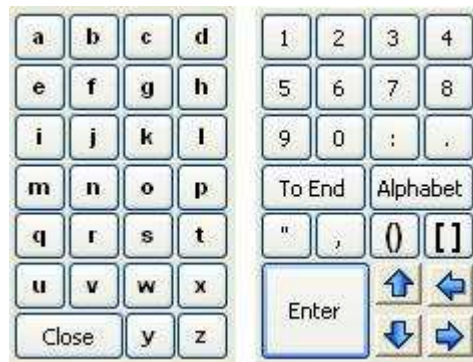 a b c d
e f g h
i j k l
m n o p
q r s t
u v w x
Close y z
1 2 3 4
5 6 7 8
9 0 : .
To End Alphabet
" , () []
Enter